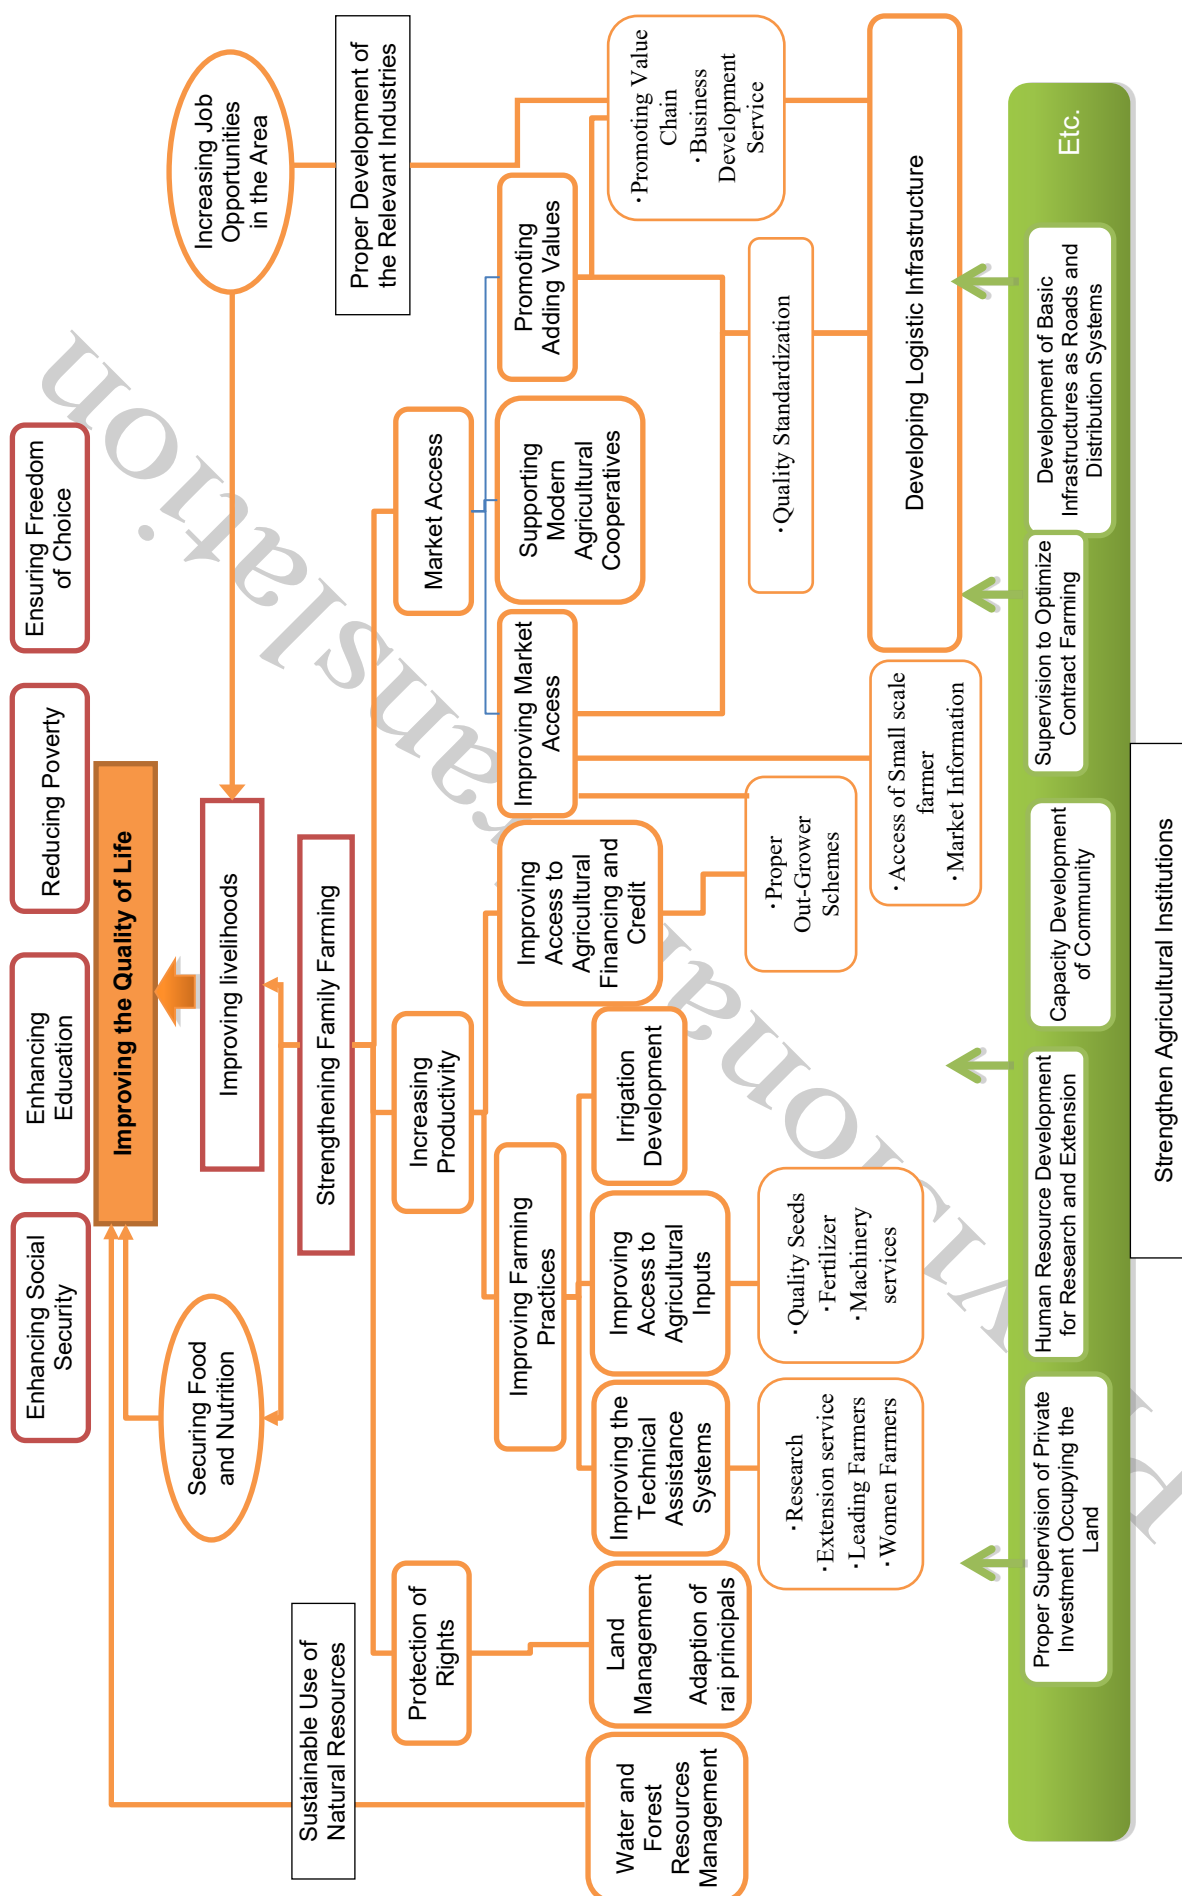 Enhancing Social
Security
Enhancing
Education
Reducing Poverty
Ensuring Freedom
of Choice
Improving the Quality of Life
Securing Food
and Nutrition
Improving livelihoods
Increasing Job
Opportunities
in the Area
Sustainable Use of
Natural Resources
Strengthening Family Farming
Proper Development of
the Relevant Industries
Protection of
Rights
Increasing
Productivity
Market Access
Improving Farming
Practices
Improving
Access to
Agricultural
Financing and
Credit
Improving Market
Access
Supporting
Modern
Agricultural
Cooperatives
Promoting
Adding Values
Water and
Forest
Resources
Management
Land
Management
Adaption of
rai principals
Improving the
Technical
Assistance
Systems
Improving
Access to
Agricultural
Inputs
Irrigation
Development
・Promoting Value
Chain
・Business
Development
Service
・Research
・Extension service
・Leading Farmers
・Women Farmers
・Quality Seeds
・Fertilizer
・Machinery
services
・Proper
Out-Grower
Schemes
・Quality Standardization
・Access of Small scale
farmer
・Market Information
Developing Logistic Infrastructure
Proper Supervision of Private
Investment Occupying the
Land
Human Resource Development
for Research and Extension
Capacity Development
of Community
Supervision to Optimize
Contract Farming
Development of Basic
Infrastructures as Roads and
Distribution Systems
Etc.
Strengthen Agricultural Institutions
Provisional Translation